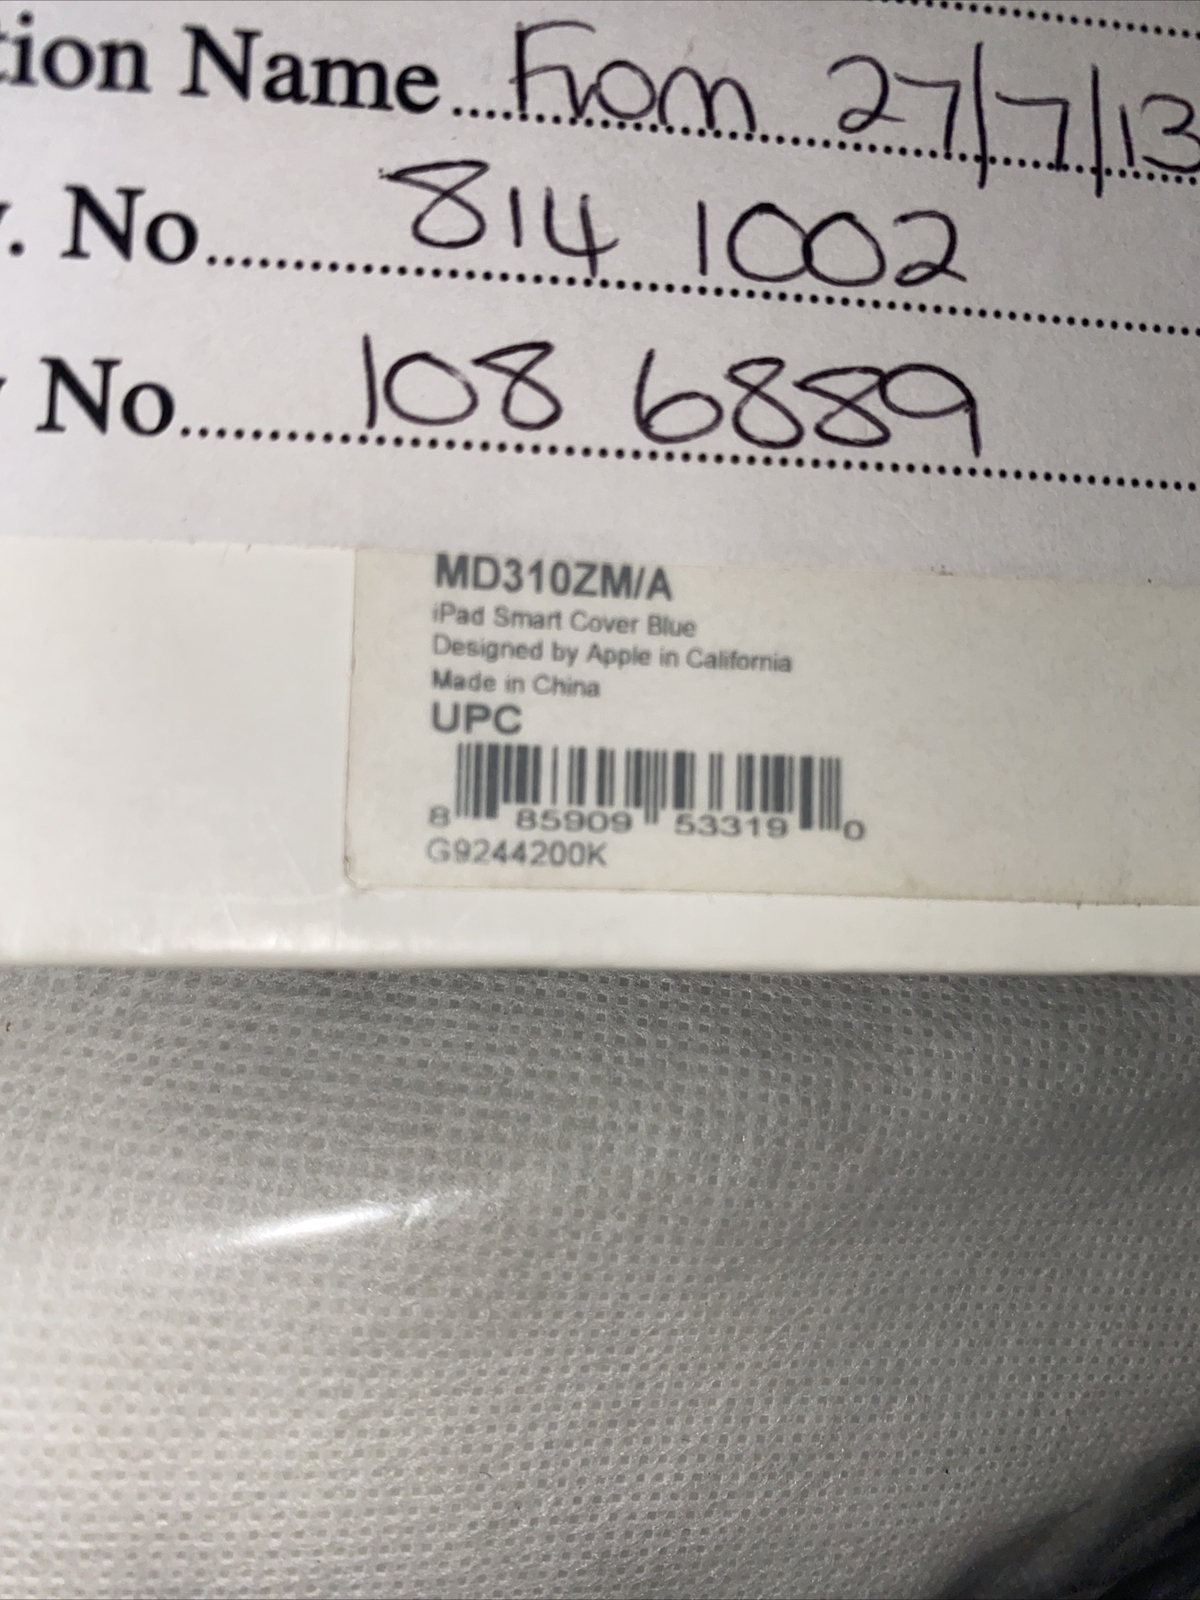 tion Name From 27/7/13
. No 814 1002
No 108 6889
MD310ZM/A
iPad Smart Cover Blue
Designed by Apple in California
Made in China
UPC
8 85909 53319 0
G9244200K